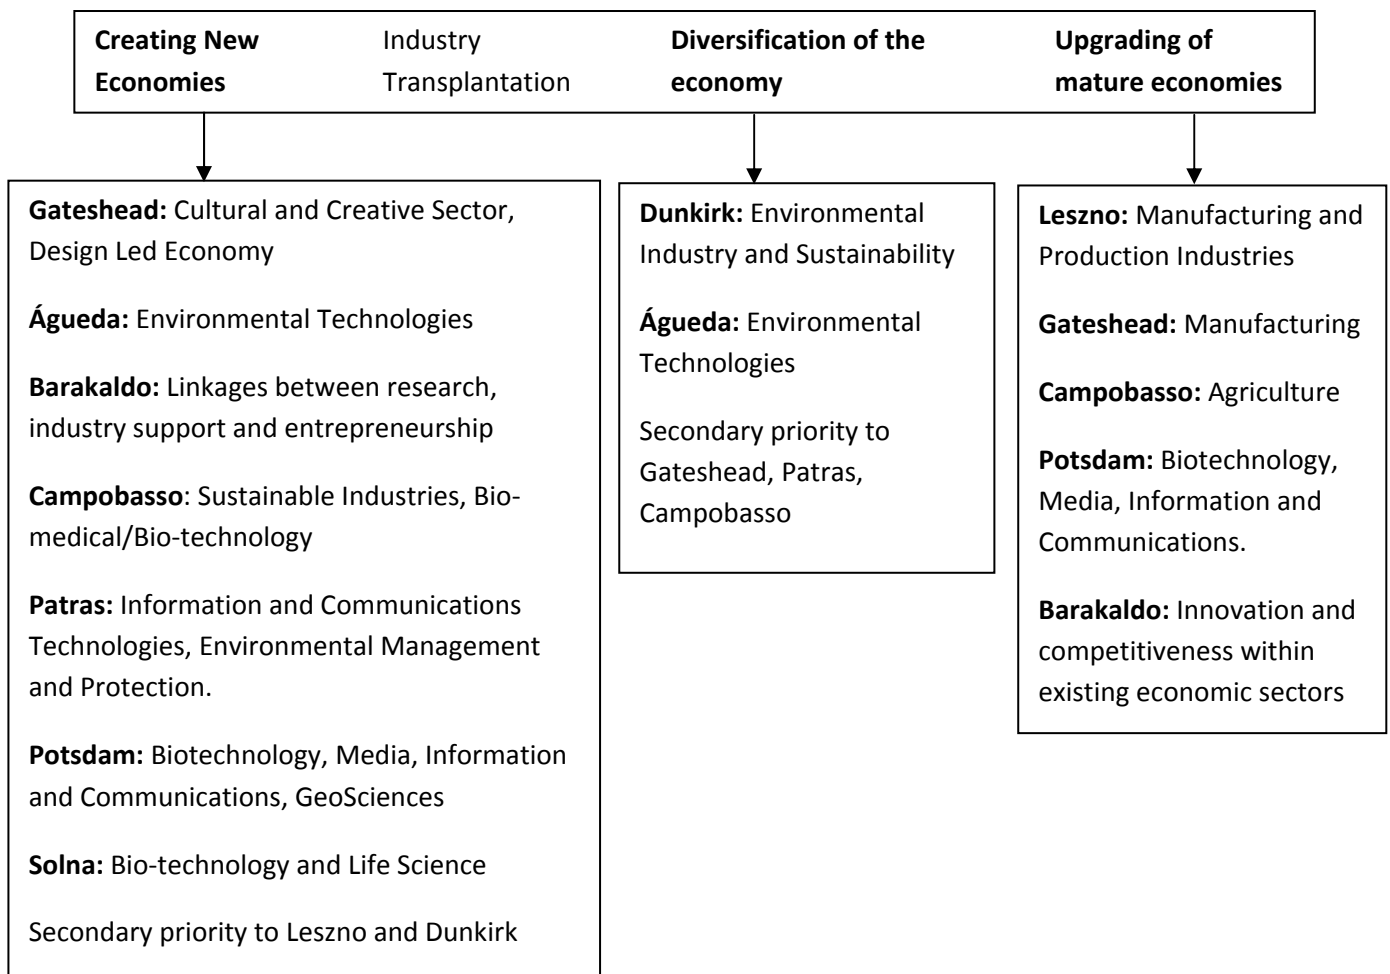 Creating New
Economies
Industry
Transplantation
Diversification of the
economy
Upgrading of
mature economies
Gateshead: Cultural and Creative Sector,
Design Led Economy
Águeda: Environmental Technologies
Barakaldo: Linkages between research,
industry support and entrepreneurship
Campobasso: Sustainable Industries, Bio-
medical/Bio-technology
Patras: Information and Communications
Technologies, Environmental Management
and Protection.
Potsdam: Biotechnology, Media, Information
and Communications, GeoSciences
Solna: Bio-technology and Life Science
Secondary priority to Leszno and Dunkirk
Dunkirk: Environmental
Industry and Sustainability
Águeda: Environmental
Technologies
Secondary priority to
Gateshead, Patras,
Campobasso
Leszno: Manufacturing and
Production Industries
Gateshead: Manufacturing
Campobasso: Agriculture
Potsdam: Biotechnology,
Media, Information and
Communications.
Barakaldo: Innovation and
competitiveness within
existing economic sectors